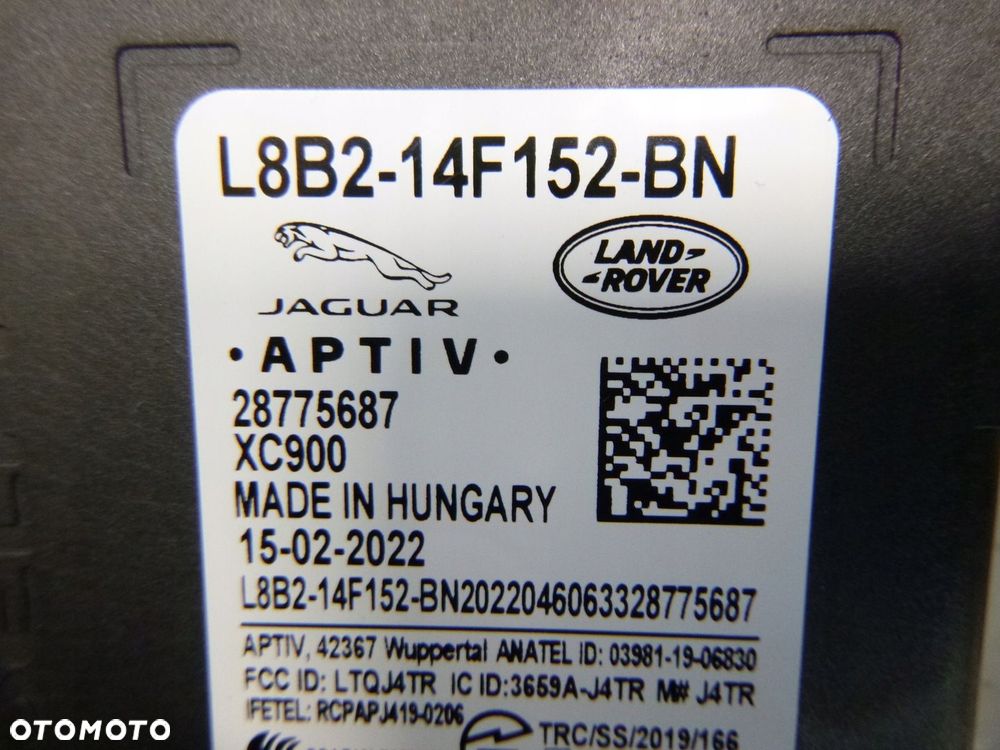 L8B2-14F152-BN
JAGUAR
LAND-
-ROVER
•APTIV•
28775687
XC900
MADE IN HUNGARY
15-02-2022
L8B2-14F152-BN2022046063328775687
APTIV, 42367 Wuppertal ANATEL ID: 03981-19-06830
FCC ID: LTQJ4TR IC ID:3659A-J4TR M# J4TR
IFETEL: RCPAPJ419-0206
TRC/SS/2019/166
OTOMOTO
OTOMOTO